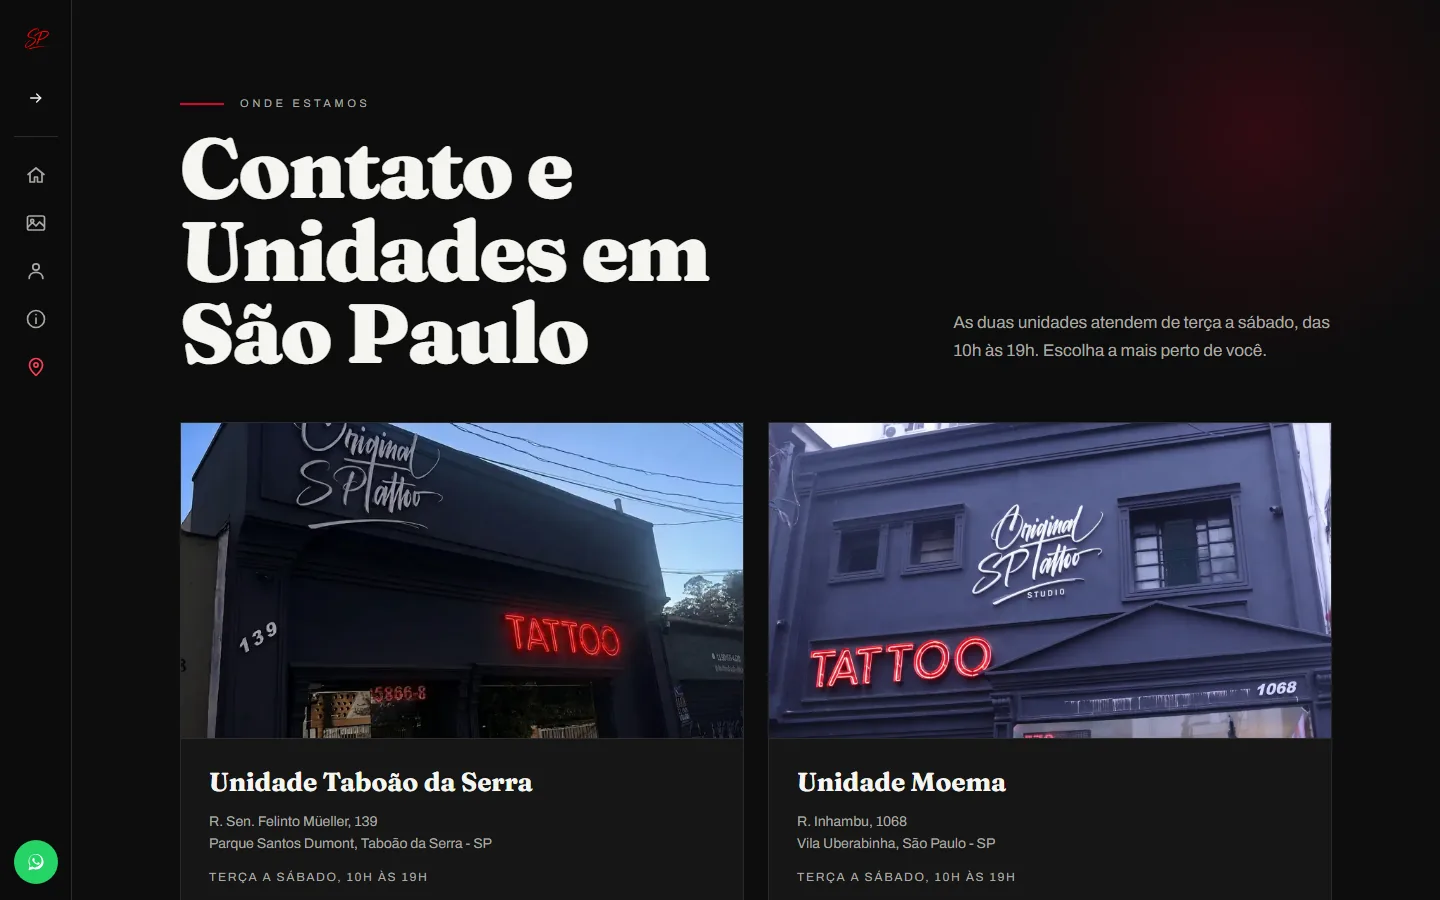 SP
ONDE ESTAMOS
Contato e
Unidades em
São Paulo
As duas unidades atendem de terça a sábado, das
10h às 19h. Escolha a mais perto de você.
Original
SP Tattoo
139
TATTOO
5866-8
Original
SP Tattoo
STUDIO
TATTOO
1068
Unidade Taboão da Serra
R. Sen. Felinto Müeller, 139
Parque Santos Dumont, Taboão da Serra - SP
TERÇA A SÁBADO, 10H ÀS 19H
Unidade Moema
R. Inhambu, 1068
Vila Uberabinha, São Paulo - SP
TERÇA A SÁBADO, 10H ÀS 19H